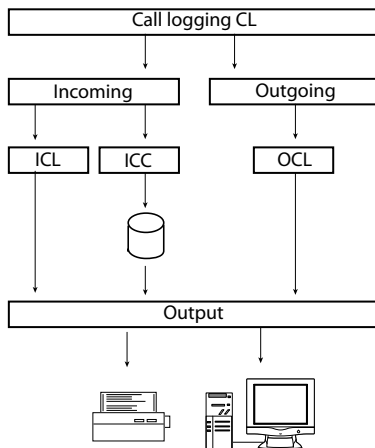 Call logging CL
Incoming
Outgoing
ICL
ICC
OCL
Output